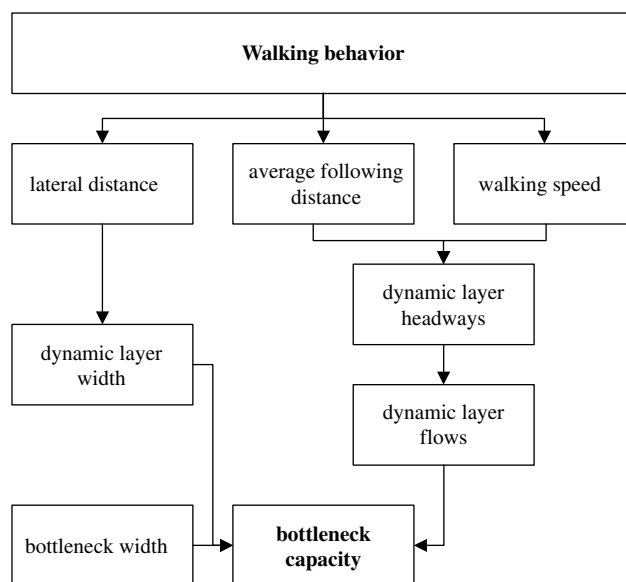 Walking behavior
lateral distance
average following
distance
walking speed
dynamic layer
headways
dynamic layer
width
dynamic layer
flows
bottleneck width
bottleneck
capacity